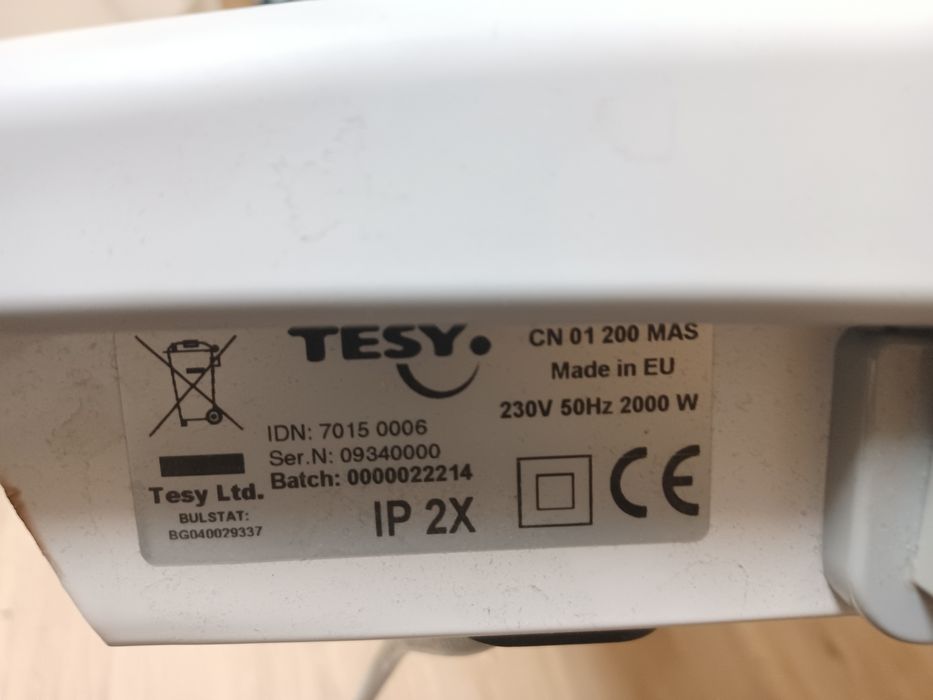 TESY
CN 01 200 MAS
Made in EU
230V 50Hz 2000 W
IDN: 7015 0006
Ser.N: 09340000
Batch: 0000022214
Tesy Ltd.
BULSTAT:
BG040029337
IP 2X
CE